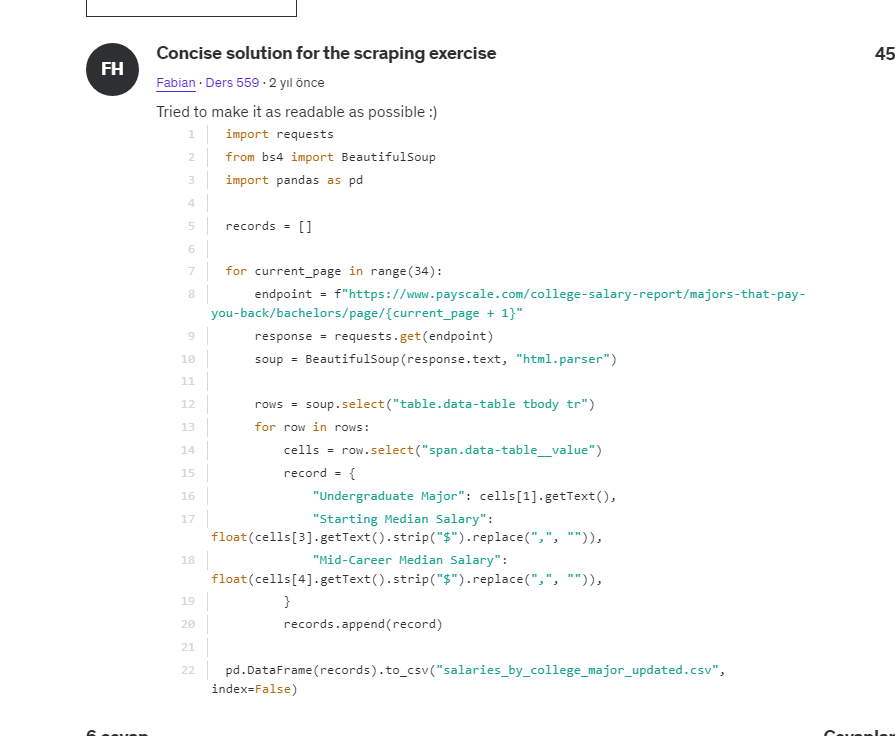 FH
Concise solution for the scraping exercise
45
Fabian · Ders 559 · 2 yıl önce
Tried to make it as readable as possible :)
1 import requests
2 from bs4 import BeautifulSoup
3 import pandas as pd
4
5 records = []
6
7 for current_page in range(34):
8     endpoint = f"https://www.payscale.com/college-salary-report/majors-that-pay-
you-back/bachelors/page/{current_page + 1}"
9     response = requests.get(endpoint)
10     soup = BeautifulSoup(response.text, "html.parser")
11
12     rows = soup.select("table.data-table tbody tr")
13     for row in rows:
14         cells = row.select("span.data-table__value")
15         record = {
16             "Undergraduate Major": cells[1].getText(),
17             "Starting Median Salary":
float(cells[3].getText().strip("$").replace(",", "")),
18             "Mid-Career Median Salary":
float(cells[4].getText().strip("$").replace(",", "")),
19         }
20         records.append(record)
21
22 pd.DataFrame(records).to_csv("salaries_by_college_major_updated.csv",
index=False)